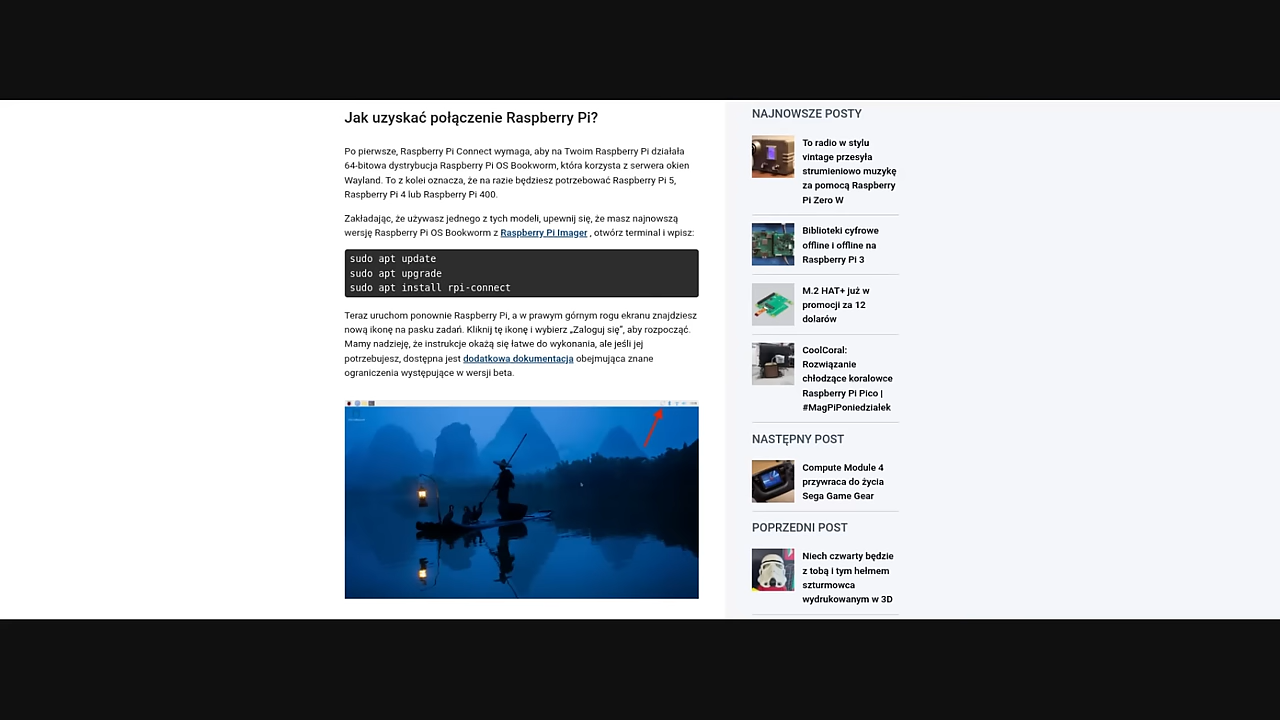 Jak uzyskać połączenie Raspberry Pi?
Po pierwsze, Raspberry Pi Connect wymaga, aby na Twoim Raspberry Pi działała
64-bitowa dystrybucja Raspberry Pi OS Bookworm, która korzysta z serwera okien
Wayland. To z kolei oznacza, że na razie będziesz potrzebować Raspberry Pi 5,
Raspberry Pi 4 lub Raspberry Pi 400.
Zakładając, że używasz jednego z tych modeli, upewnij się, że masz najnowszą
wersję Raspberry Pi OS Bookworm z Raspberry Pi Imager , otwórz terminal i wpisz:
sudo apt update
sudo apt upgrade
sudo apt install rpi-connect
Teraz uruchom ponownie Raspberry Pi, a w prawym górnym rogu ekranu znajdziesz
nową ikonę na pasku zadań. Kliknij tę ikonę i wybierz „Zaloguj się”, aby rozpocząć.
Mamy nadzieję, że instrukcje okażą się łatwe do wykonania, ale jeśli jej
potrzebujesz, dostępna jest dodatkowa dokumentacja obejmująca znane
ograniczenia występujące w wersji beta.
NAJNOWSZE POSTY
To radio w stylu
vintage przesyła
strumieniowo muzykę
za pomocą Raspberry
Pi Zero W
Biblioteki cyfrowe
offline i offline na
Raspberry Pi 3
M.2 HAT+ już w
promocji za 12
dolarów
CoolCoral:
Rozwiązanie
chłodzące koralowce
Raspberry Pi Pico |
#MagPiPoniedzialek
NASTĘPNY POST
Compute Module 4
przywraca do życia
Sega Game Gear
POPRZEDNI POST
Niech czwarty będzie
z tobą i tym hełmem
szturmowca
wydrukowanym w 3D